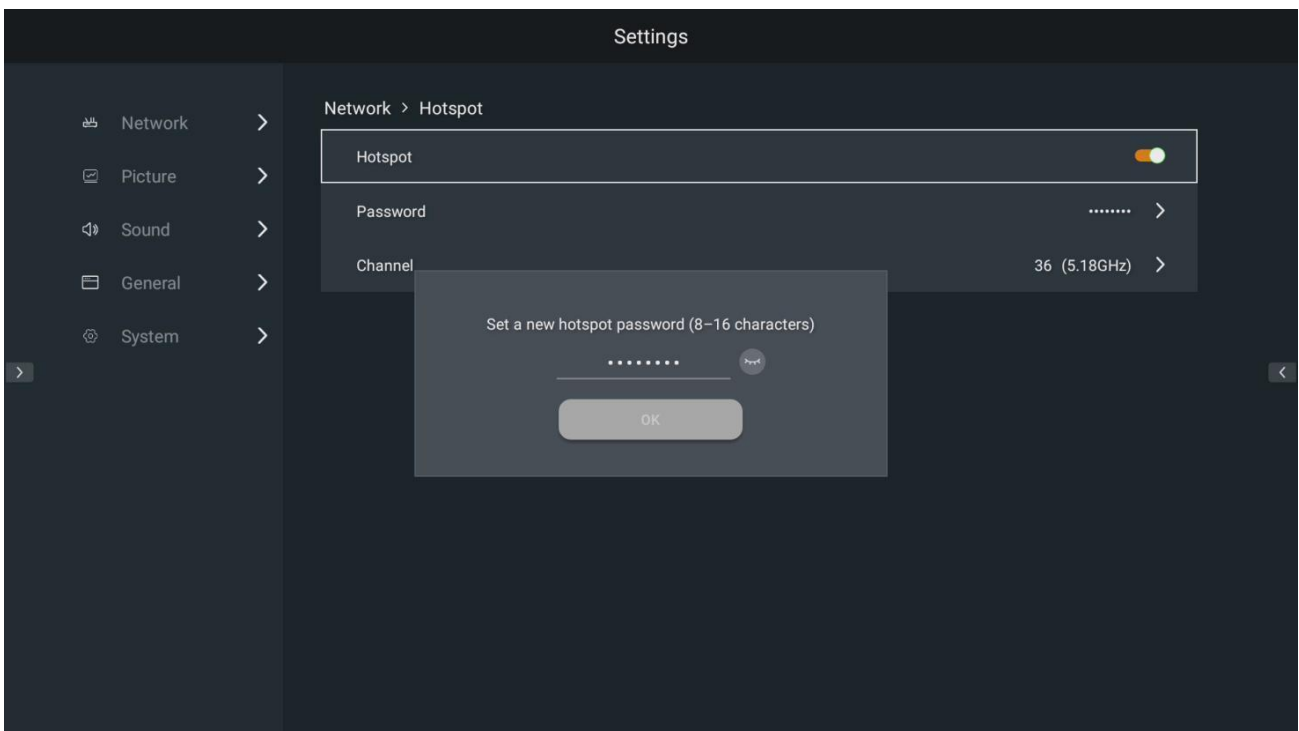 Settings
Network
Picture
Sound
General
System
Network > Hotspot
Hotspot
Password ••••••••
Channel 36 (5.18GHz)
Set a new hotspot password (8–16 characters)
••••••••
OK